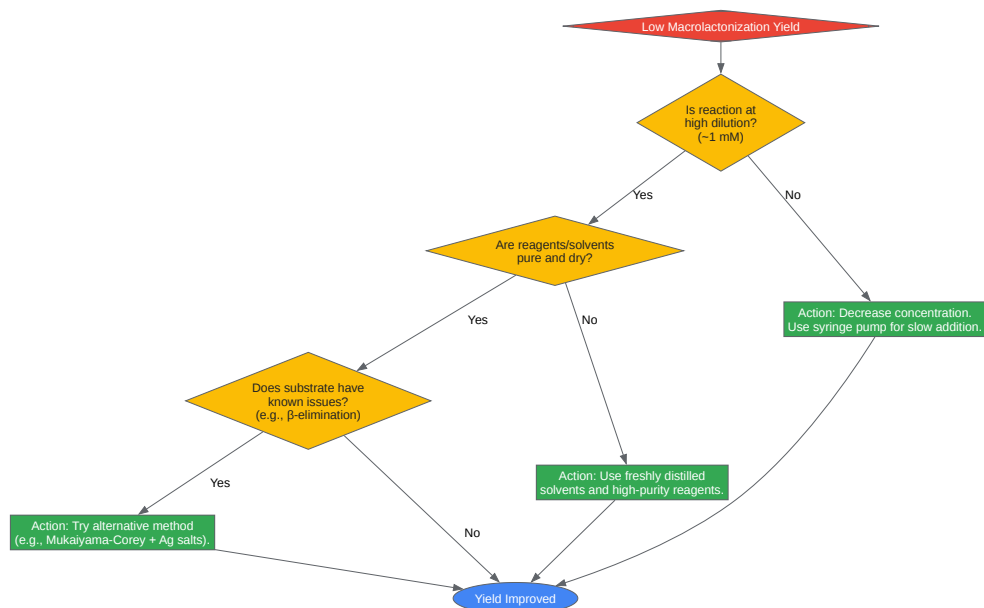 Low Macrolactonization Yield
Is reaction at
high dilution?
(~1 mM)
Yes
No
Are reagents/solvents
pure and dry?
Yes
No
Action: Decrease concentration.
Use syringe pump for slow addition.
Does substrate have
known issues?
(e.g., β-elimination)
Yes
No
Action: Use freshly distilled
solvents and high-purity reagents.
Action: Try alternative method
(e.g., Mukaiyama-Corey + Ag salts).
Yield Improved